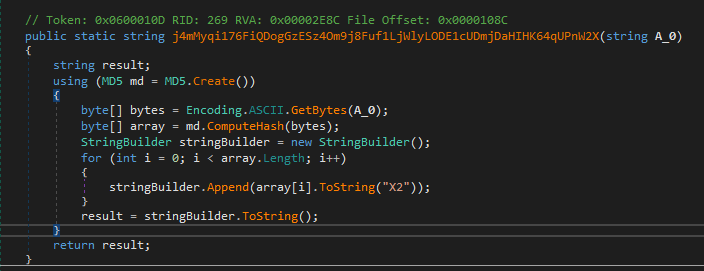 // Token: 0x0600010D RID: 269 RVA: 0x00002E8C File Offset: 0x0000108C
public static string j4mMyqi176FiQDogGzESz4Om9j8Fuf1LjWlyLODE1cUDmjDaHIHK64qUPnW2X(string A_0)
{
    string result;
    using (MD5 md = MD5.Create())
    {
        byte[] bytes = Encoding.ASCII.GetBytes(A_0);
        byte[] array = md.ComputeHash(bytes);
        StringBuilder stringBuilder = new StringBuilder();
        for (int i = 0; i < array.Length; i++)
        {
            stringBuilder.Append(array[i].ToString("X2"));
        }
        result = stringBuilder.ToString();
    }
    return result;
}